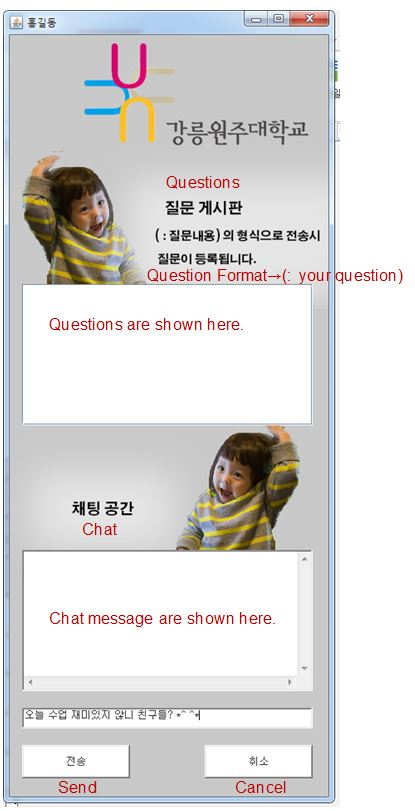 홍길동
강릉원주대학교
Questions
질문 게시판
( : 질문내용) 의 형식으로 전송시
질문이 등록됩니다.
Question Format→(: your question)
Questions are shown here.
채팅 공간
Chat
Chat message are shown here.
오늘 수업 재미있지 않니 친구들? *^ ^*
전송
취소
Send
Cancel